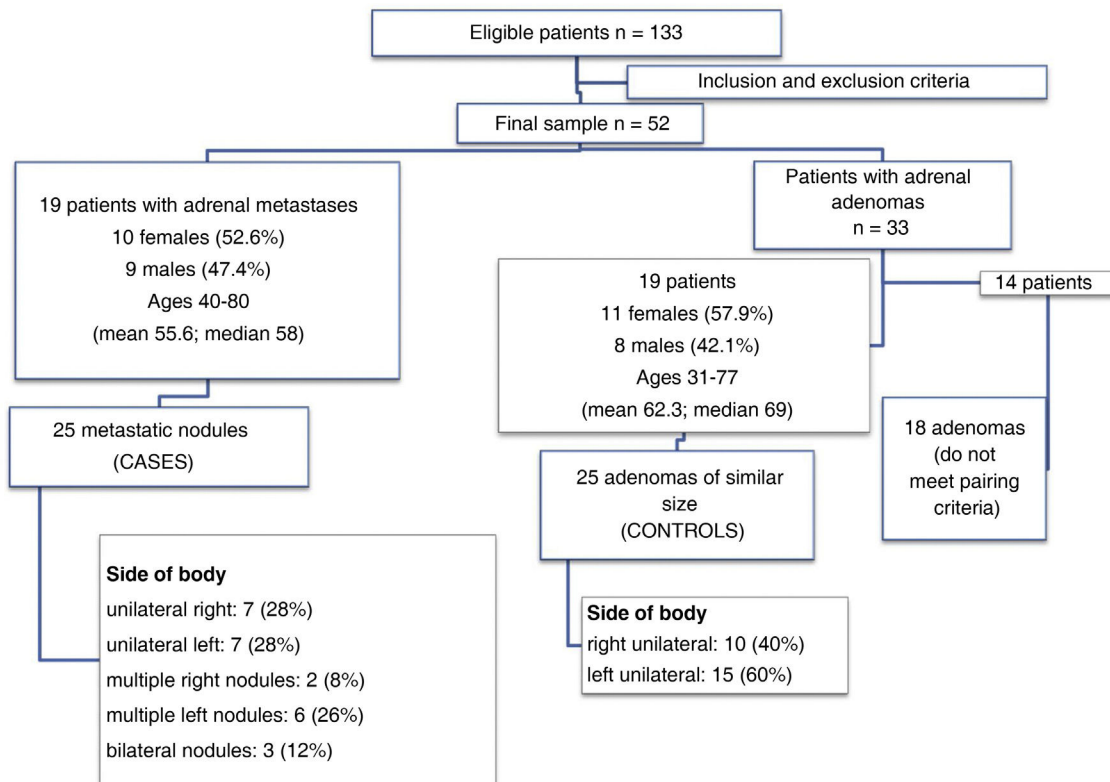 Eligible patients n = 133
Inclusion and exclusion criteria
Final sample n = 52
19 patients with adrenal metastases
10 females (52.6%)
9 males (47.4%)
Ages 40-80
(mean 55.6; median 58)
Patients with adrenal
adenomas
n = 33
19 patients
11 females (57.9%)
8 males (42.1%)
Ages 31-77
(mean 62.3; median 69)
14 patients
25 metastatic nodules
(CASES)
25 adenomas of similar
size
(CONTROLS)
18 adenomas
(do not
meet pairing
criteria)
Side of body
unilateral right: 7 (28%)
unilateral left: 7 (28%)
multiple right nodules: 2 (8%)
multiple left nodules: 6 (26%)
bilateral nodules: 3 (12%)
Side of body
right unilateral: 10 (40%)
left unilateral: 15 (60%)